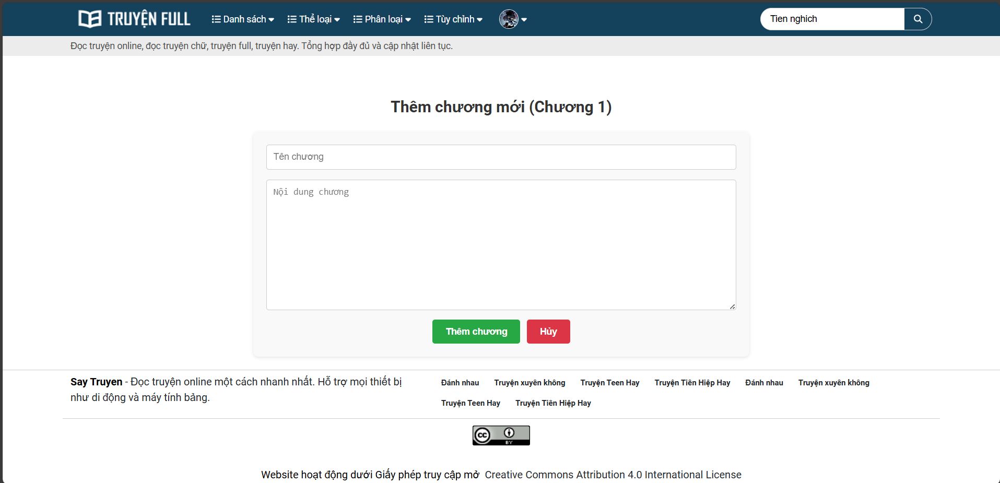 TRUYỆN FULL Danh sách Thể loại Phân loại Tùy chỉnh Tien nghich
Đọc truyện online, đọc truyện chữ, truyện full, truyện hay. Tổng hợp đầy đủ và cập nhật liên tục.
Thêm chương mới (Chương 1)
Tên chương
Nội dung chương
Thêm chương Hủy
Say Truyen - Đọc truyện online một cách nhanh nhất. Hỗ trợ mọi thiết bị
như di động và máy tính bảng.
Đánh nhau Truyện xuyên không Truyện Teen Hay Truyện Tiên Hiệp Hay Đánh nhau Truyện xuyên không
Truyện Teen Hay Truyện Tiên Hiệp Hay
cc BY
Website hoạt động dưới Giấy phép truy cập mở Creative Commons Attribution 4.0 International License